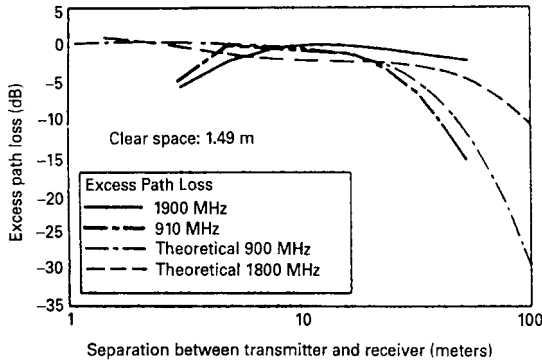 5
0
−5
−10
−15
−20
−25
−30
−35
Excess path loss (dB)
Clear space: 1.49 m
Excess Path Loss
1900 MHz
910 MHz
Theoretical 900 MHz
Theoretical 1800 MHz
1 10 100
Separation between transmitter and receiver (meters)